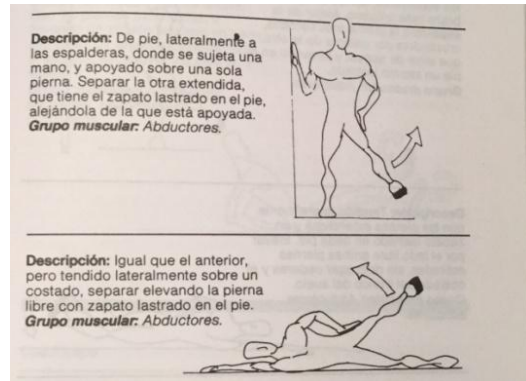 Descripción: De pie, lateralmente a
las espalderas, donde se sujeta una
mano, y apoyado sobre una sola
pierna. Separar la otra extendida,
que tiene el zapato lastrado en el pie,
alejándola de la que está apoyada.
Grupo muscular: Abductores.
Descripción: Igual que el anterior,
pero tendido lateralmente sobre un
costado, separar elevando la pierna
libre con zapato lastrado en el pie.
Grupo muscular: Abductores.